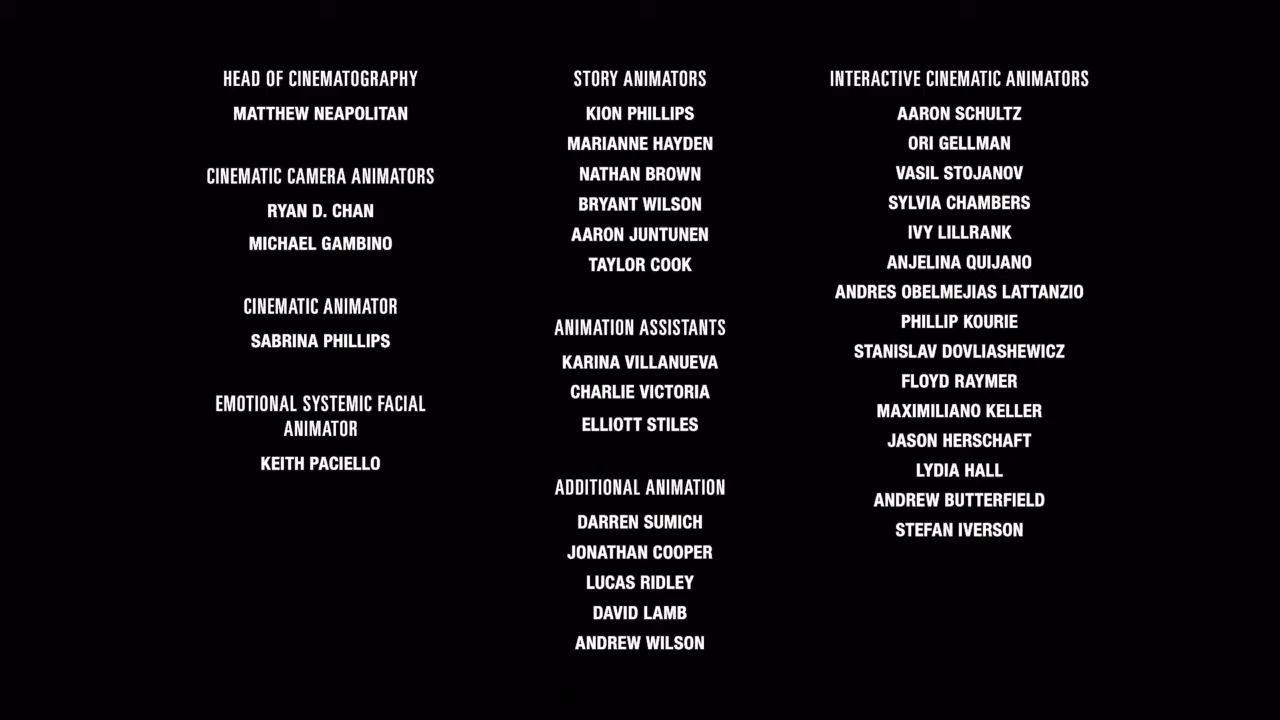 HEAD OF CINEMATOGRAPHY
MATTHEW NEAPOLITAN
CINEMATIC CAMERA ANIMATORS
RYAN D. CHAN
MICHAEL GAMBINO
CINEMATIC ANIMATOR
SABRINA PHILLIPS
EMOTIONAL SYSTEMIC FACIAL
ANIMATOR
KEITH PACIELLO
STORY ANIMATORS
KION PHILLIPS
MARIANNE HAYDEN
NATHAN BROWN
BRYANT WILSON
AARON JUNTUNEN
TAYLOR COOK
ANIMATION ASSISTANTS
KARINA VILLANUEVA
CHARLIE VICTORIA
ELLIOTT STILES
ADDITIONAL ANIMATION
DARREN SUMICH
JONATHAN COOPER
LUCAS RIDLEY
DAVID LAMB
ANDREW WILSON
INTERACTIVE CINEMATIC ANIMATORS
AARON SCHULTZ
ORI GELLMAN
VASIL STOJANOV
SYLVIA CHAMBERS
IVY LILLRANK
ANJELINA QUIJANO
ANDRES OBELMEJIAS LATTANZIO
PHILLIP KOURIE
STANISLAV DOVLIASHEWICZ
FLOYD RAYMER
MAXIMILIANO KELLER
JASON HERSCHAFT
LYDIA HALL
ANDREW BUTTERFIELD
STEFAN IVERSON